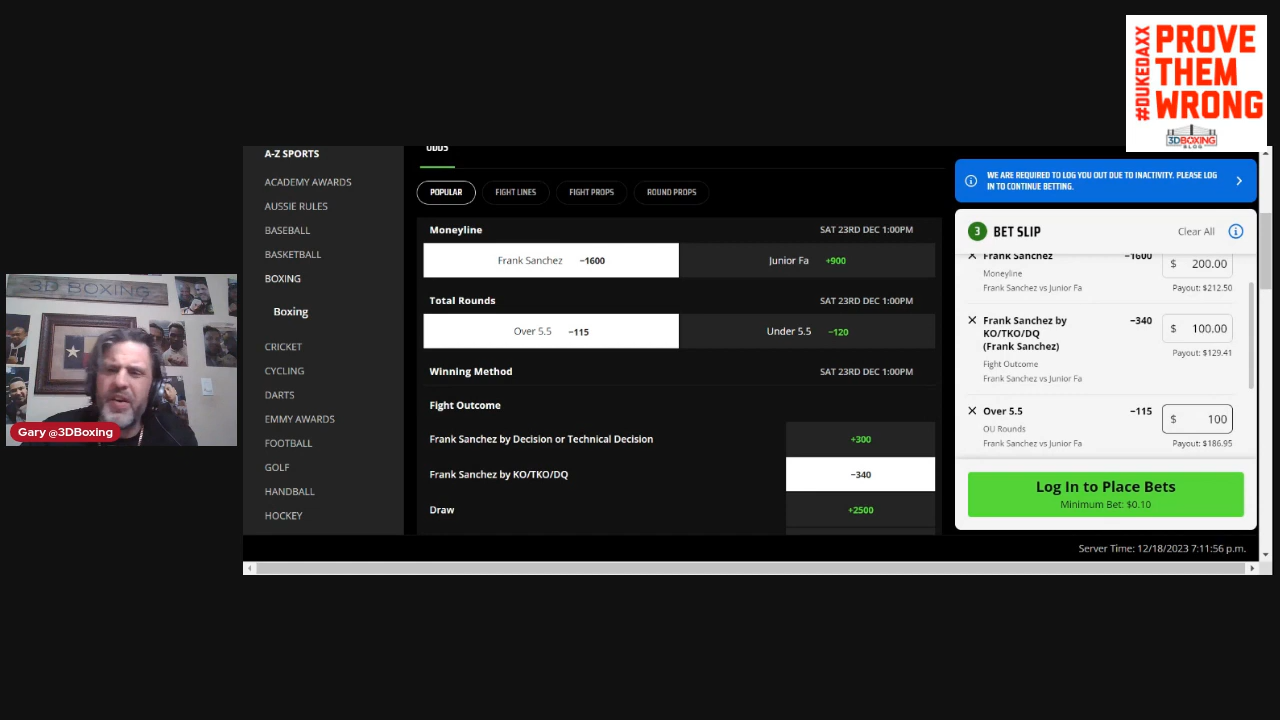 #DUKEDAXX
PROVE
THEM
WRONG
3DBOXING
BLOG
3D BOXING
Gary @3DBoxing
A-Z SPORTS
ACADEMY AWARDS
AUSSIE RULES
BASEBALL
BASKETBALL
BOXING
Boxing
CRICKET
CYCLING
DARTS
EMMY AWARDS
FOOTBALL
GOLF
HANDBALL
HOCKEY
ODDS
POPULAR FIGHT LINES FIGHT PROPS ROUND PROPS
Moneyline SAT 23RD DEC 1:00PM
Frank Sanchez −1600 Junior Fa +900
Total Rounds SAT 23RD DEC 1:00PM
Over 5.5 −115 Under 5.5 −120
Winning Method SAT 23RD DEC 1:00PM
Fight Outcome
Frank Sanchez by Decision or Technical Decision +300
Frank Sanchez by KO/TKO/DQ −340
Draw +2500
WE ARE REQUIRED TO LOG YOU OUT DUE TO INACTIVITY. PLEASE LOG
IN TO CONTINUE BETTING.
3 BET SLIP Clear All
Frank Sanchez −1600 $ 200.00
Moneyline
Frank Sanchez vs Junior Fa Payout: $212.50
Frank Sanchez by −340 $ 100.00
KO/TKO/DQ
(Frank Sanchez) Payout: $129.41
Fight Outcome
Frank Sanchez vs Junior Fa
Over 5.5 −115 $ 100
OU Rounds
Frank Sanchez vs Junior Fa Payout: $186.95
Log In to Place Bets
Minimum Bet: $0.10
Server Time: 12/18/2023 7:11:56 p.m.